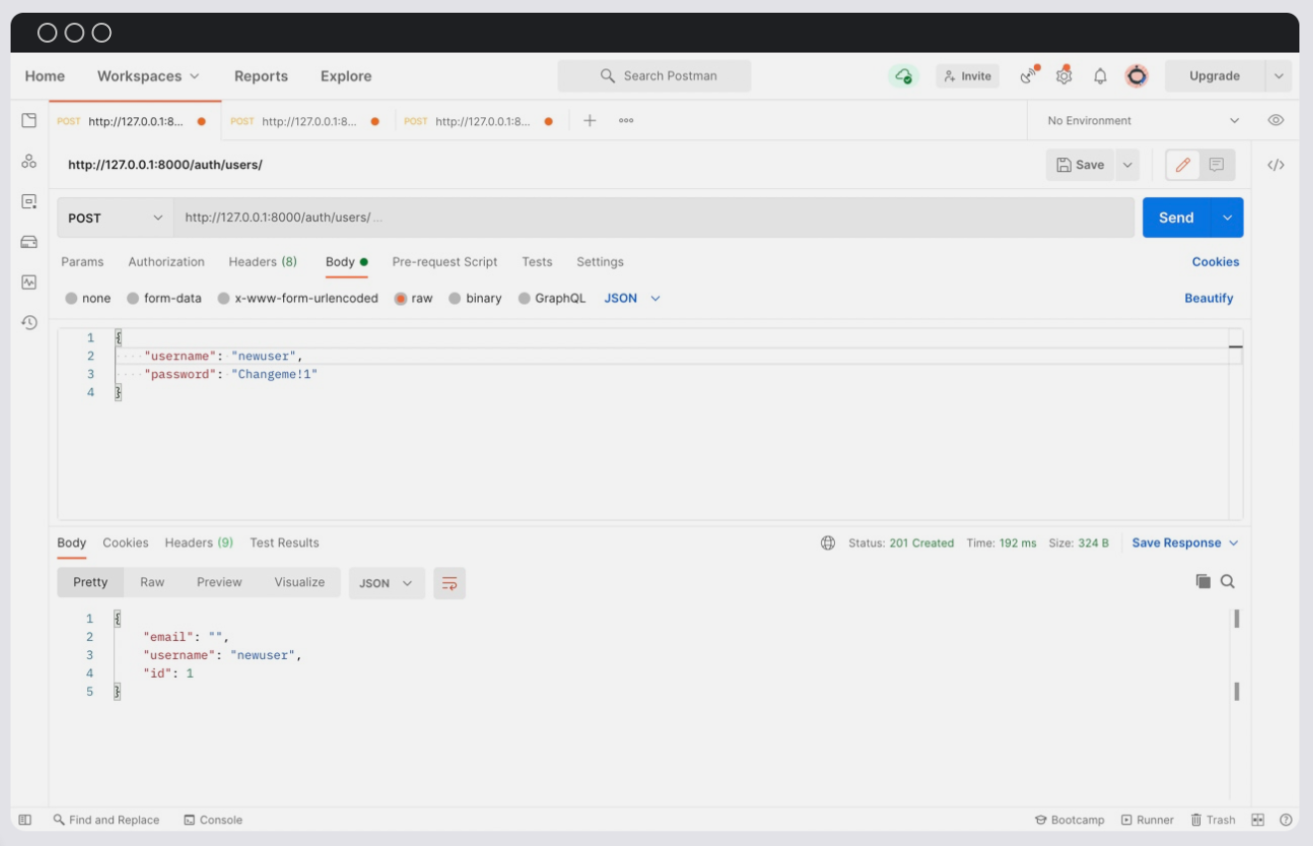 Home Workspaces Reports Explore Search Postman Invite Upgrade
POST http://127.0.0.1:8... POST http://127.0.0.1:8... POST http://127.0.0.1:8... No Environment
http://127.0.0.1:8000/auth/users/ Save
POST http://127.0.0.1:8000/auth/users/... Send
Params Authorization Headers (8) Body Pre-request Script Tests Settings Cookies
none form-data x-www-form-urlencoded raw binary GraphQL JSON Beautify
1 {
2 "username": "newuser",
3 "password": "Changeme!1"
4 }
Body Cookies Headers (9) Test Results Status: 201 Created Time: 192 ms Size: 324 B Save Response
Pretty Raw Preview Visualize JSON
1 {
2 "email": "",
3 "username": "newuser",
4 "id": 1
5 }
Find and Replace Console Bootcamp Runner Trash